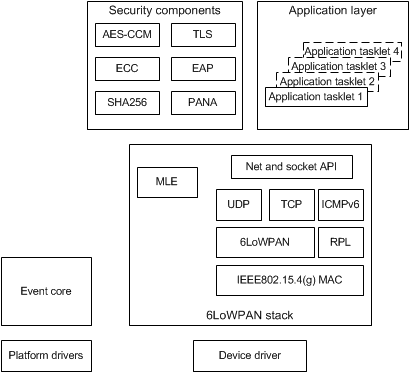 Security components
Application layer
AES-CCM
TLS
ECC
EAP
SHA256
PANA
Application tasklet 4
Application tasklet 3
Application tasklet 2
Application tasklet 1
MLE
Net and socket API
UDP
TCP
ICMPv6
6LoWPAN
RPL
IEEE802.15.4(g) MAC
6LoWPAN stack
Event core
Platform drivers
Device driver